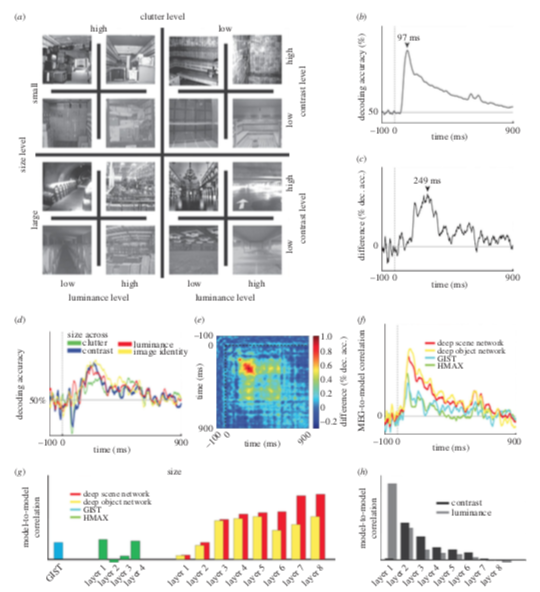 (a)
clutter level
high
low
small
large
size level
high
low
contrast level
high
low
contrast level
low
high
low
high
luminance level
luminance level
(b)
97 ms
decoding accuracy (%)
50
−100 0
900
time (ms)
(c)
249 ms
difference (% dec. acc.)
0
−100 0
900
time (ms)
(d)
size across
clutter
luminance
contrast
image identity
decoding accuracy
50%
−100 0
900
time (ms)
(e)
−100
0
time (ms)
900
−100 0
900
time (ms)
1.0
0.8
0.6
0.4
0.2
0
−0.2
difference (% dec. acc.)
(f)
deep scene network
deep object network
GIST
HMAX
MEG-to-model correlation
0
−100 0
900
time (ms)
(g)
size
model-to-model
correlation
deep scene network
deep object network
GIST
HMAX
GIST
layer 1
layer 2
layer 3
layer 4
layer 1
layer 2
layer 3
layer 4
layer 5
layer 6
layer 7
layer 8
(h)
model-to-model
correlation
contrast
luminance
layer 1
layer 2
layer 3
layer 4
layer 5
layer 6
layer 7
layer 8